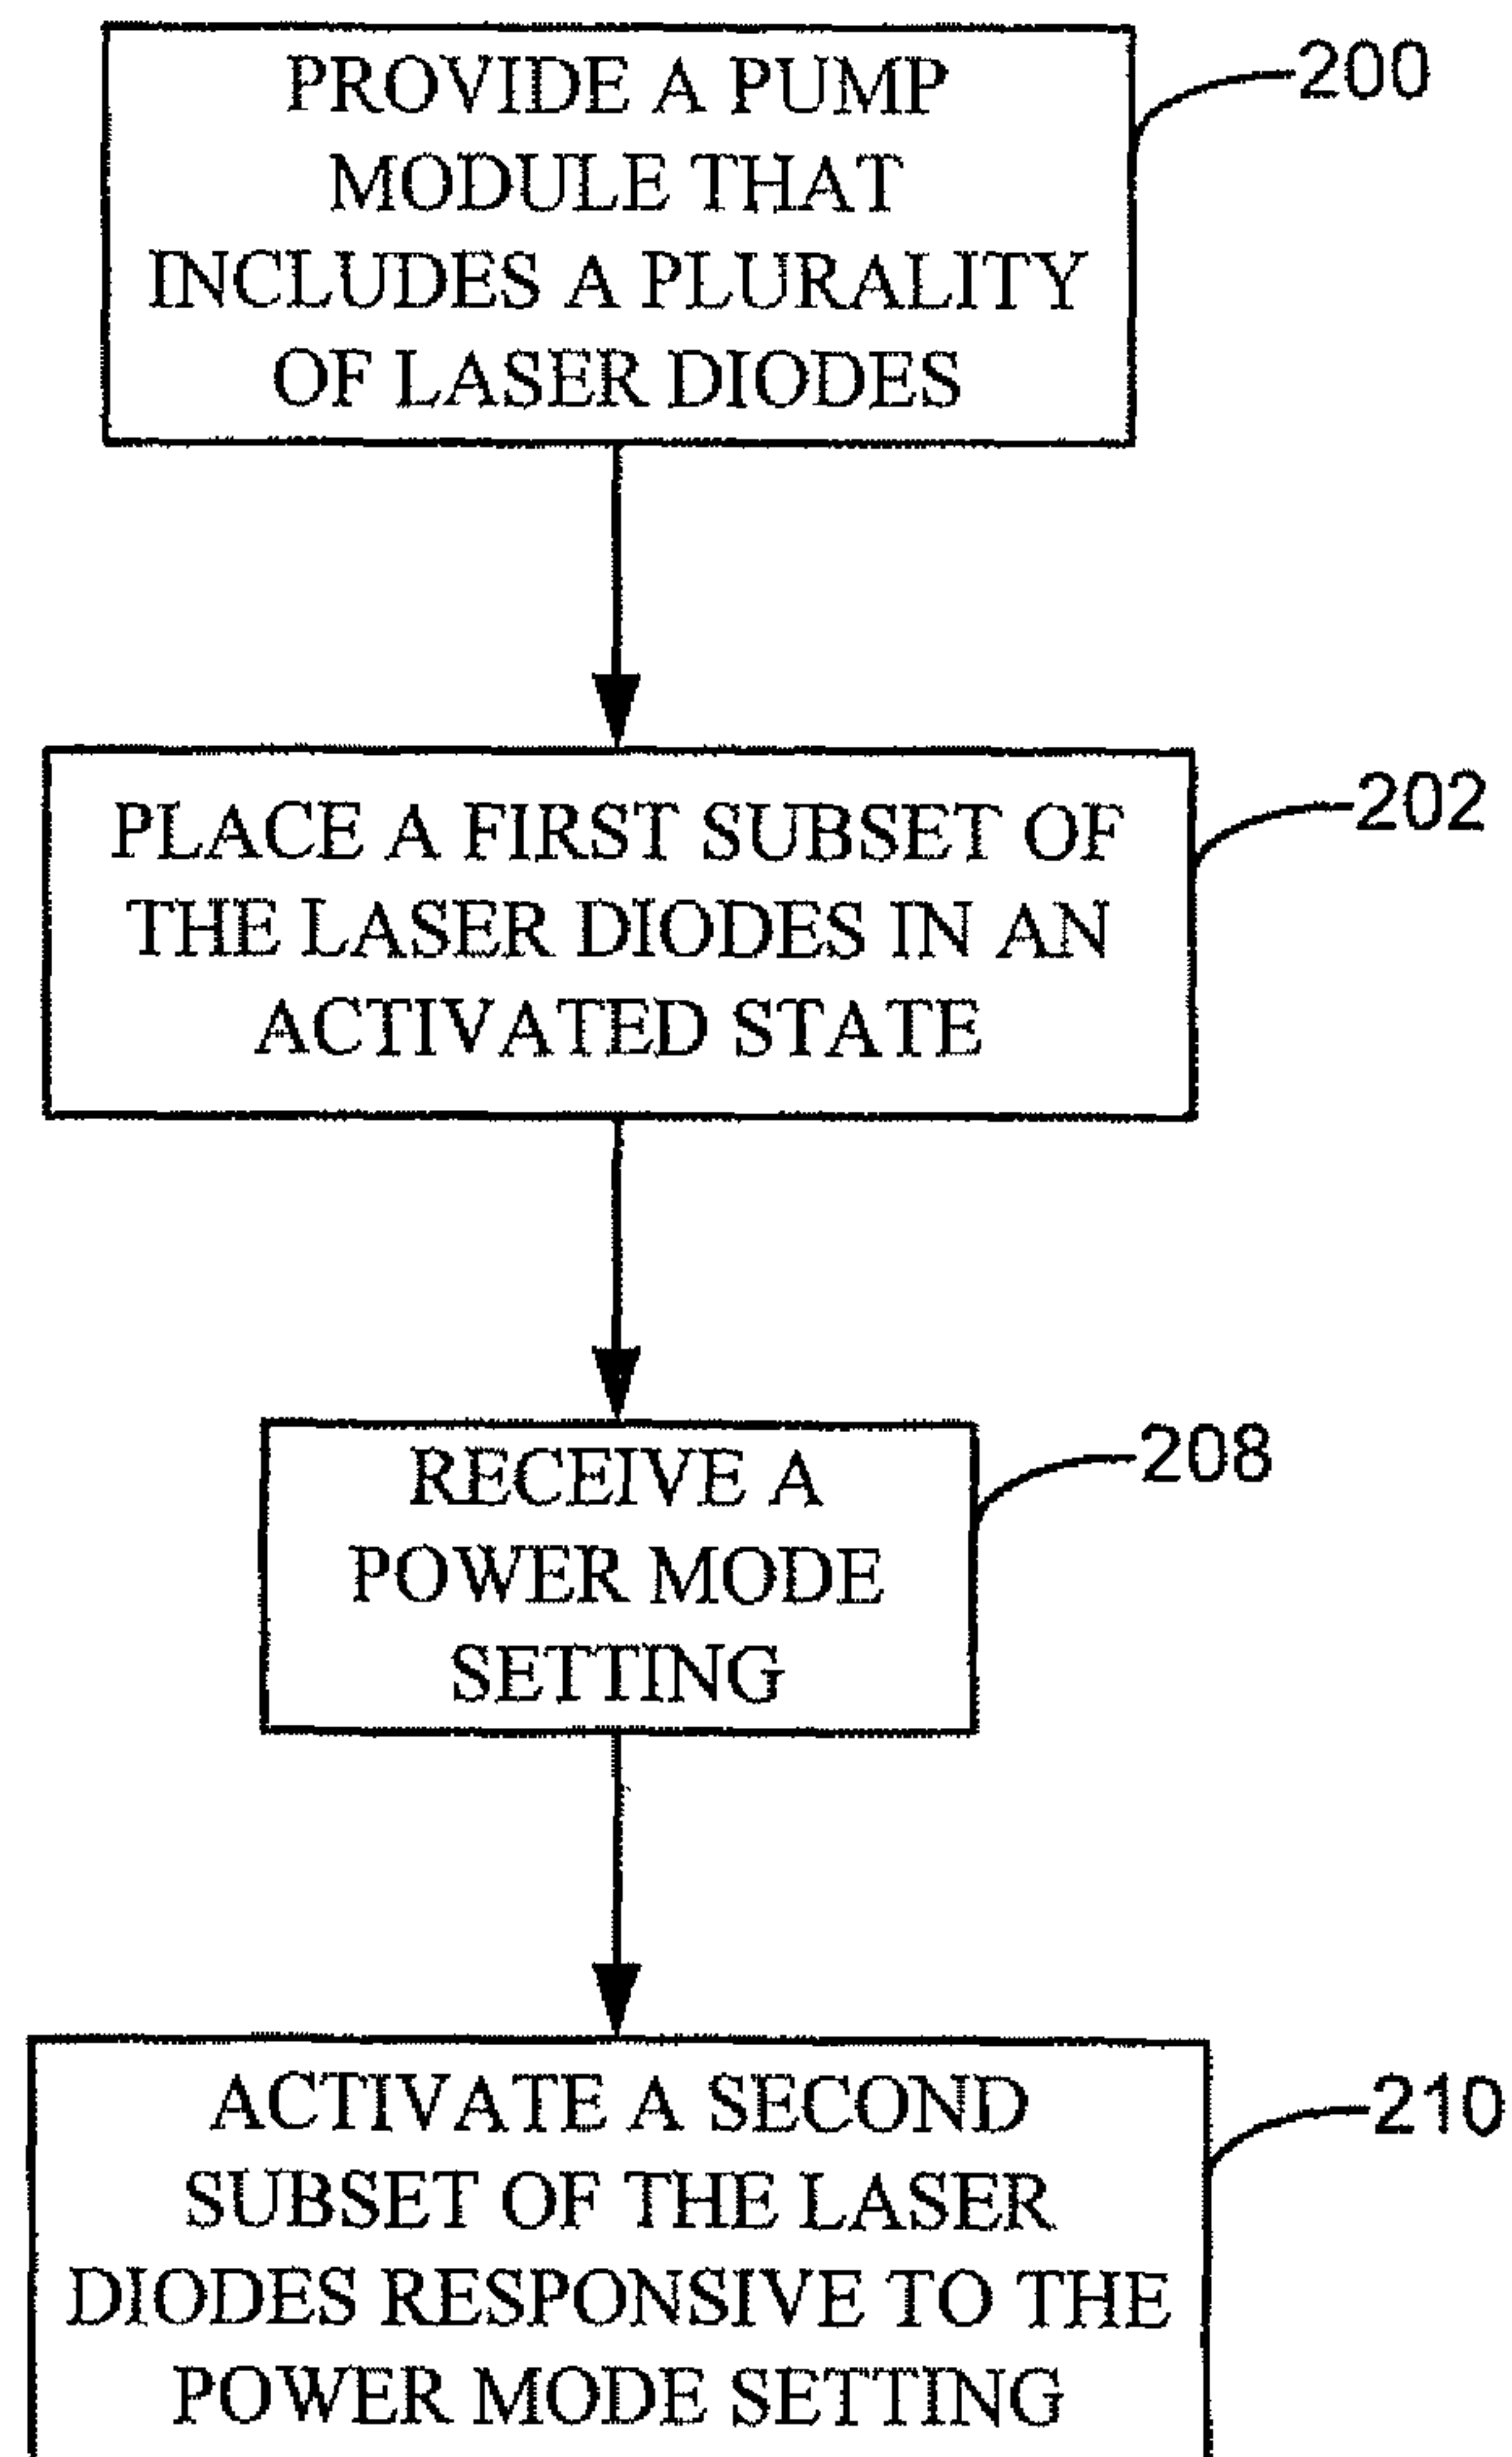 PROVIDE A PUMP
MODULE THAT
INCLUDES A PLURALITY
OF LASER DIODES
200
PLACE A FIRST SUBSET OF
THE LASER DIODES IN AN
ACTIVATED STATE
202
RECEIVE A
POWER MODE
SETTING
208
ACTIVATE A SECOND
SUBSET OF THE LASER
DIODES RESPONSIVE TO THE
POWER MODE SETTING
210